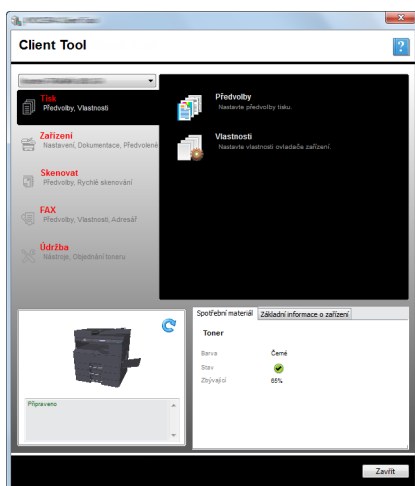 Client Tool
?
Tisk
Předvolby, Vlastnosti
Zařízení
Nastavení, Dokumentace, Předvolené
Skenovat
Předvolby, Rychlé skenování
FAX
Předvolby, Vlastnosti, Adresář
Údržba
Nástroje, Objednání toneru
Předvolby
Nastavte předvolby tisku.
Vlastnosti
Nastavte vlastnosti ovladače zařízení.
Připraveno
Spotřební materiál
Základní informace o zařízení
Toner
Barva Černé
Stav
Zbývající 65%
Zavřít